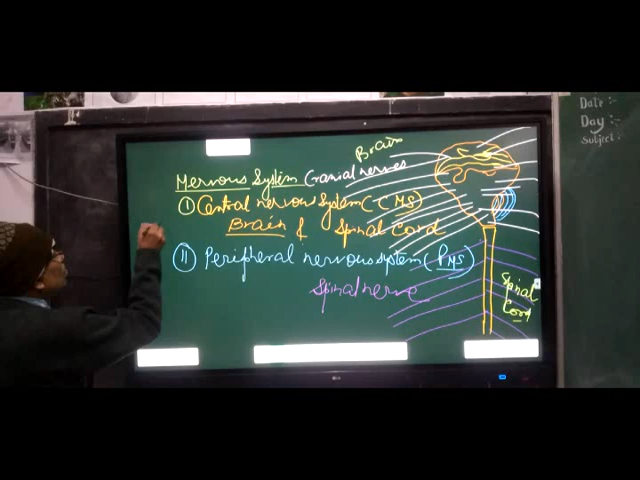 Brain
Nervous System Cranial nerves
① Central nervous System (CNS)
Brain & Spinal Cord
② Peripheral nervous system (PNS)
Spinal nerve
Spinal
Cord
Date :-
Day :-
Subject :-
LG